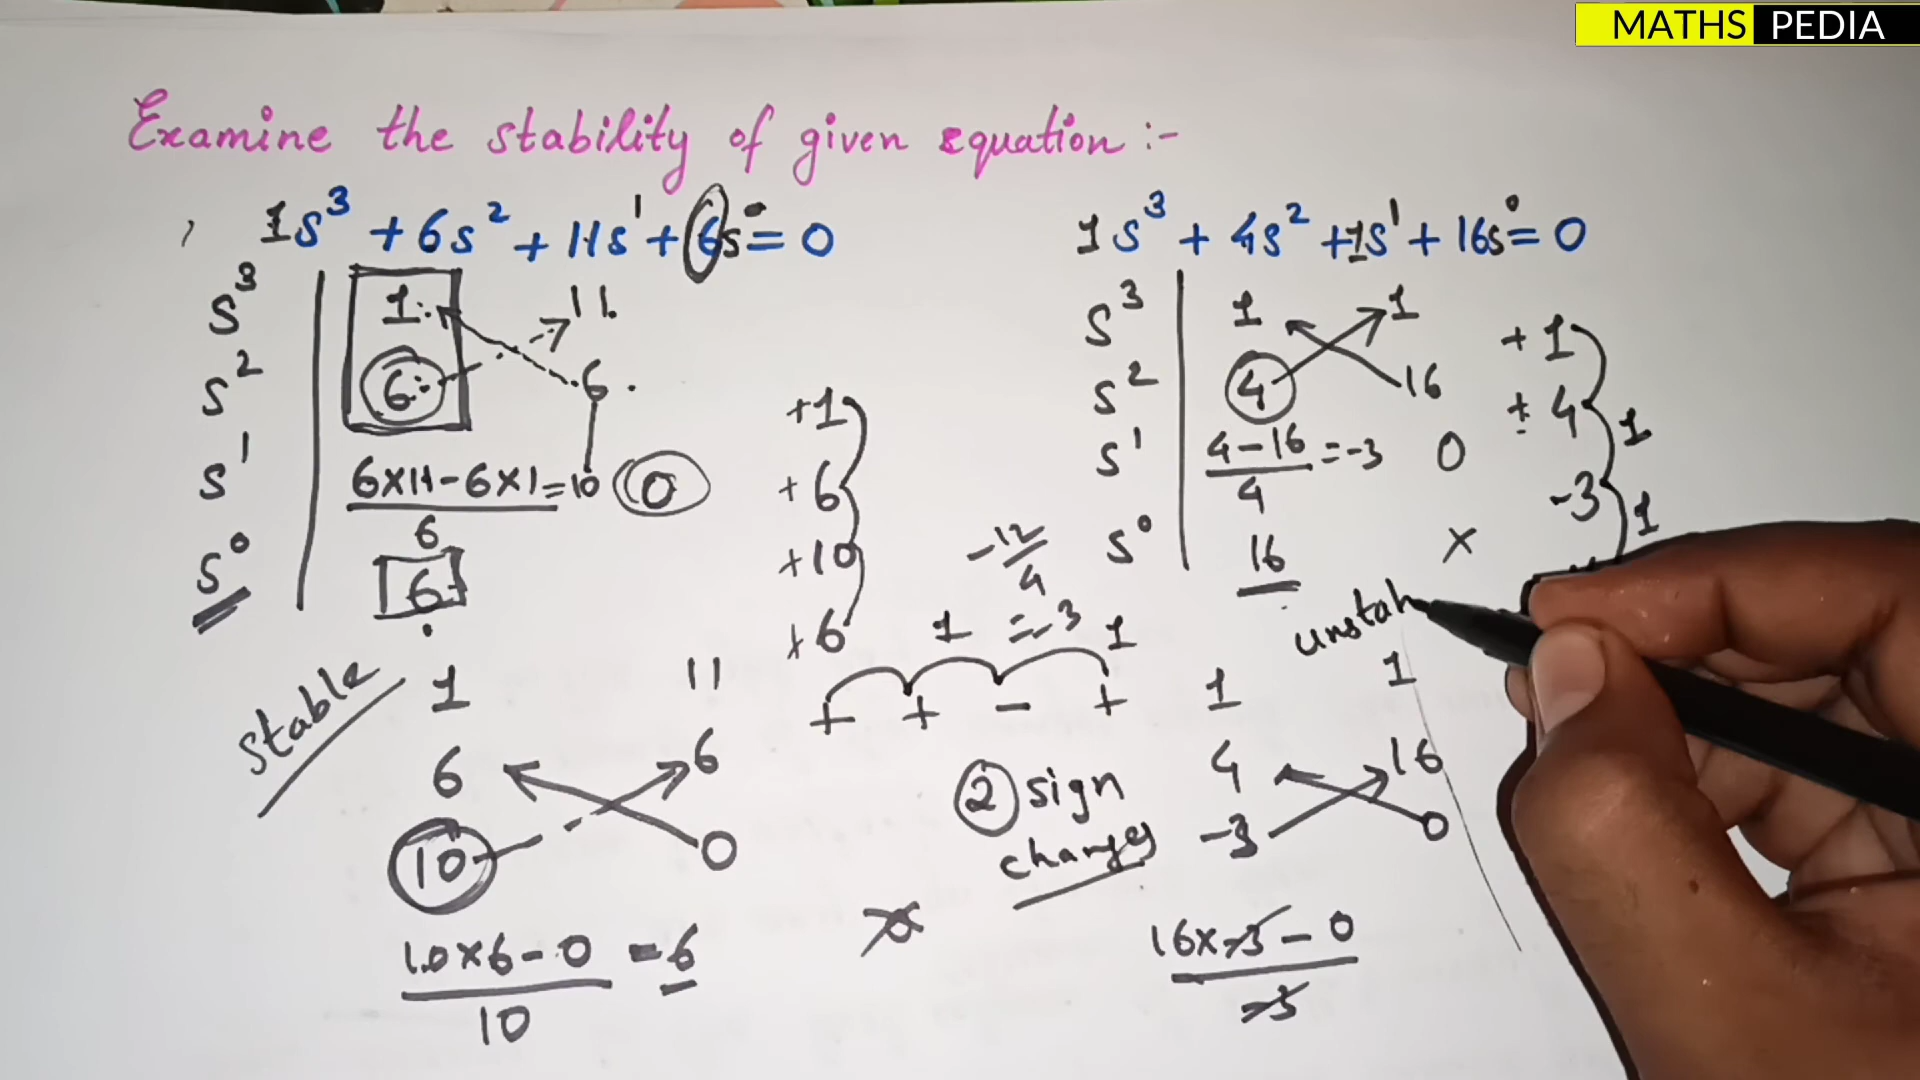 MATHS PEDIA
Examine the stability of given equation :-
1s³ + 6s² + 11s¹ + 6s⁰ = 0
s³ 1 11
s² 6 6
s¹ 6×11-6×1 = 10 0
6
s⁰ 6
+1
+6
+10
+6
stable
1 11
6 6
10 0
10×6-0 = 6
10
1s³ + 4s² + 1s¹ + 16s⁰ = 0
s³ 1 1
s² 4 16
s¹ 4-16 = -3 0
4
s⁰ 16 ×
+1
+4
-3
1
1
-12
4
= -3
1 1
+ + - +
2 sign
changes
1 1
4 16
-3 0
16×-3-0
-3